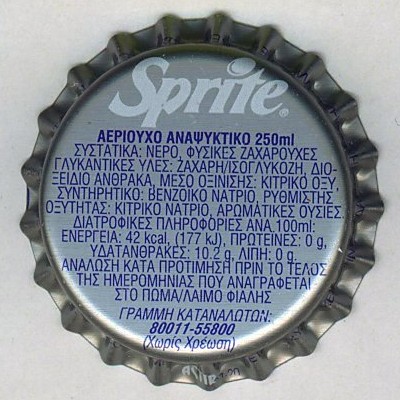 Sprite®
ΑΕΡΙΟΥΧΟ ΑΝΑΨΥΚΤΙΚΟ 250ml
ΣΥΣΤΑΤΙΚΑ: ΝΕΡΟ, ΦΥΣΙΚΕΣ ΖΑΧΑΡΟΥΧΕΣ
ΓΛΥΚΑΝΤΙΚΕΣ ΥΛΕΣ: ΖΑΧΑΡΗ/ΙΣΟΓΛΥΚΟΖΗ, ΔΙΟ-
ΞΕΙΔΙΟ ΑΝΘΡΑΚΑ, ΜΕΣΟ ΟΞΙΝΙΣΗΣ: ΚΙΤΡΙΚΟ ΟΞΥ,
ΣΥΝΤΗΡΗΤΙΚΟ: ΒΕΝΖΟΪΚΟ ΝΑΤΡΙΟ, ΡΥΘΜΙΣΤΗΣ
ΟΞΥΤΗΤΑΣ: ΚΙΤΡΙΚΟ ΝΑΤΡΙΟ, ΑΡΩΜΑΤΙΚΕΣ ΟΥΣΙΕΣ.
ΔΙΑΤΡΟΦΙΚΕΣ ΠΛΗΡΟΦΟΡΙΕΣ ΑΝΑ 100ml:
ΕΝΕΡΓΕΙΑ: 42 kcal, (177 kJ), ΠΡΩΤΕΪΝΕΣ: 0 g,
ΥΔΑΤΑΝΘΡΑΚΕΣ: 10.2 g, ΛΙΠΗ: 0 g.
ΑΝΑΛΩΣΗ ΚΑΤΑ ΠΡΟΤΙΜΗΣΗ ΠΡΙΝ ΤΟ ΤΕΛΟΣ
ΤΗΣ ΗΜΕΡΟΜΗΝΙΑΣ ΠΟΥ ΑΝΑΓΡΑΦΕΤΑΙ
ΣΤΟ ΠΩΜΑ/ΛΑΙΜΟ ΦΙΑΛΗΣ
ΓΡΑΜΜΗ ΚΑΤΑΝΑΛΩΤΩΝ:
80011-55800
(Χωρίς Χρέωση)